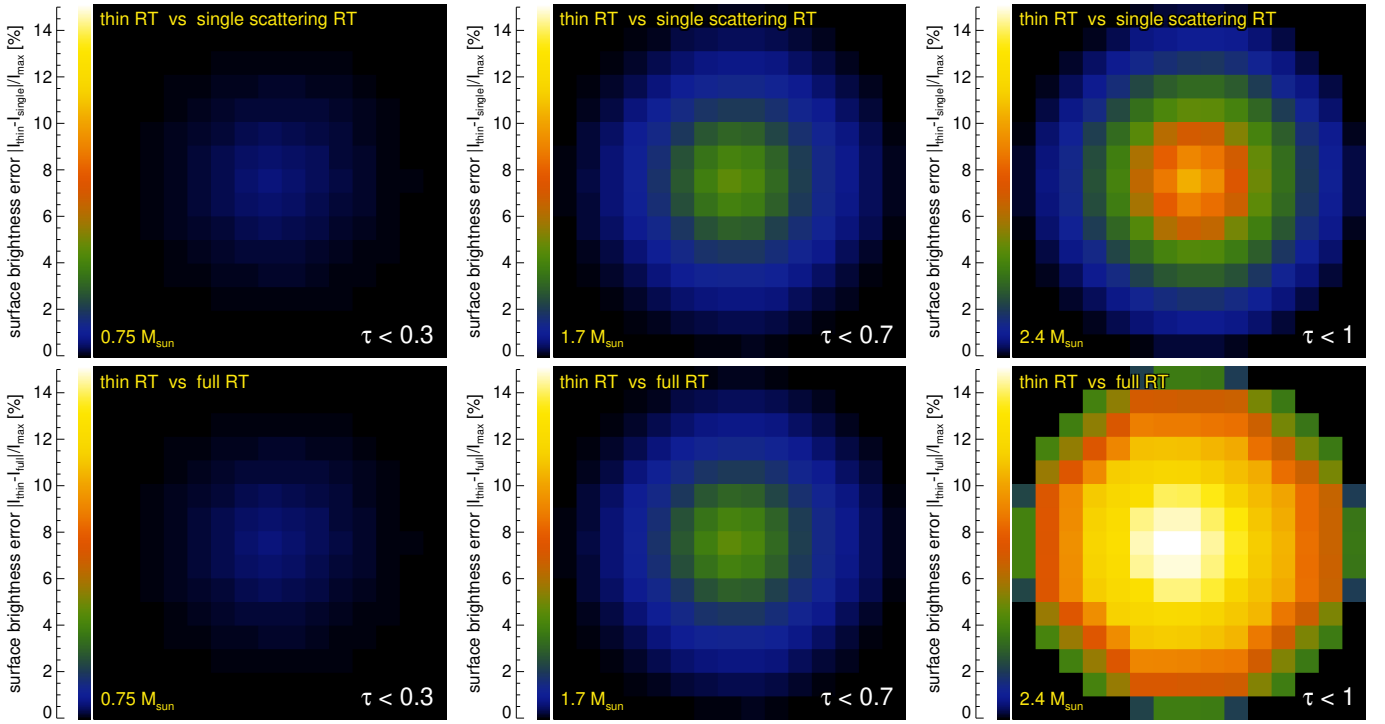 surface brightness error |I_thin-I_single|/I_max [%]
14
12
10
8
6
4
2
0
thin RT vs single scattering RT
0.75 M_sun
τ < 0.3
surface brightness error |I_thin-I_single|/I_max [%]
14
12
10
8
6
4
2
0
thin RT vs single scattering RT
1.7 M_sun
τ < 0.7
surface brightness error |I_thin-I_single|/I_max [%]
14
12
10
8
6
4
2
0
thin RT vs single scattering RT
2.4 M_sun
τ < 1
surface brightness error |I_thin-I_full|/I_max [%]
14
12
10
8
6
4
2
0
thin RT vs full RT
0.75 M_sun
τ < 0.3
surface brightness error |I_thin-I_full|/I_max [%]
14
12
10
8
6
4
2
0
thin RT vs full RT
1.7 M_sun
τ < 0.7
surface brightness error |I_thin-I_full|/I_max [%]
14
12
10
8
6
4
2
0
thin RT vs full RT
2.4 M_sun
τ < 1